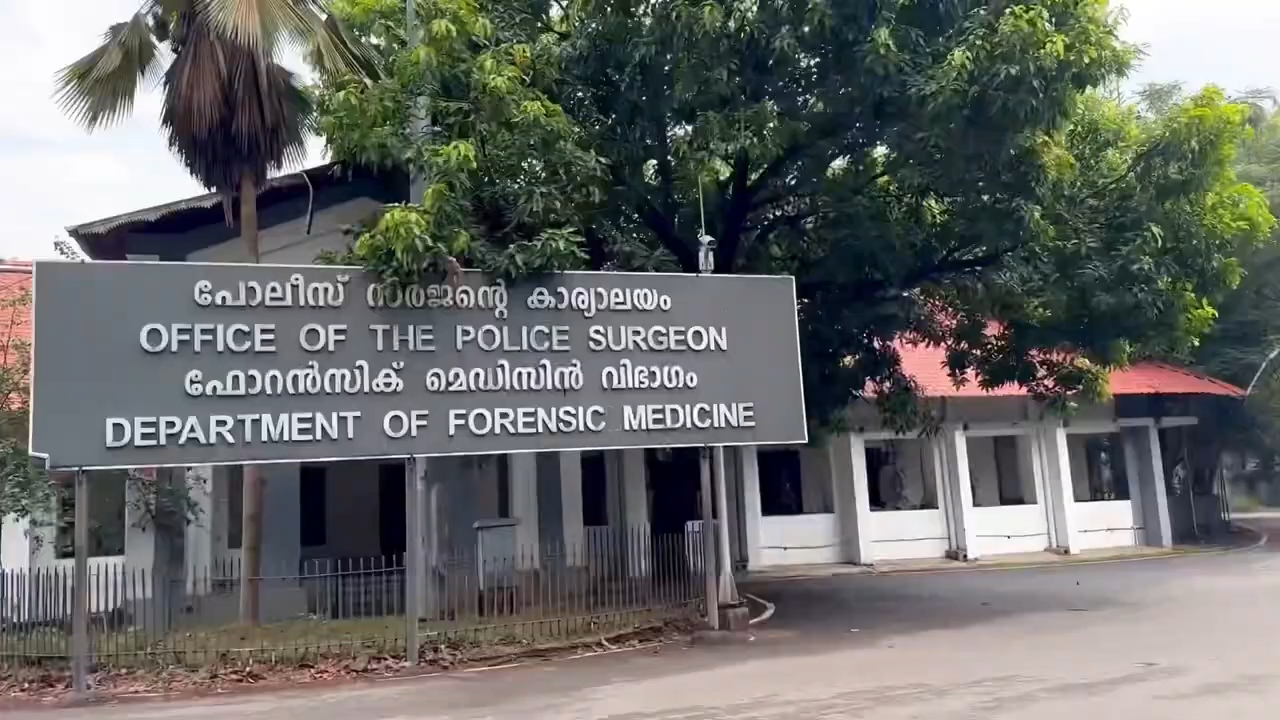 പോലീസ് സർജന്റെ കാര്യാലയം
OFFICE OF THE POLICE SURGEON
ഫോറൻസിക് മെഡിസിൻ വിഭാഗം
DEPARTMENT OF FORENSIC MEDICINE